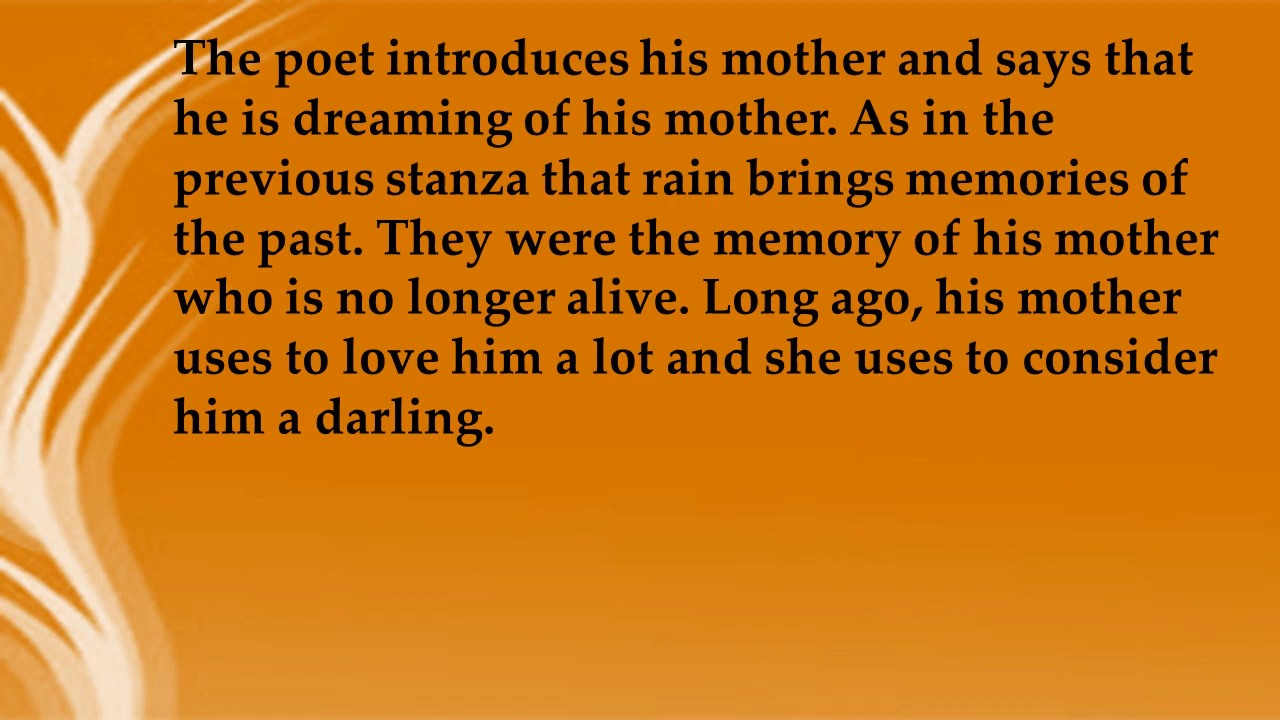 The poet introduces his mother and says that
he is dreaming of his mother. As in the
previous stanza that rain brings memories of
the past. They were the memory of his mother
who is no longer alive. Long ago, his mother
uses to love him a lot and she uses to consider
him a darling.